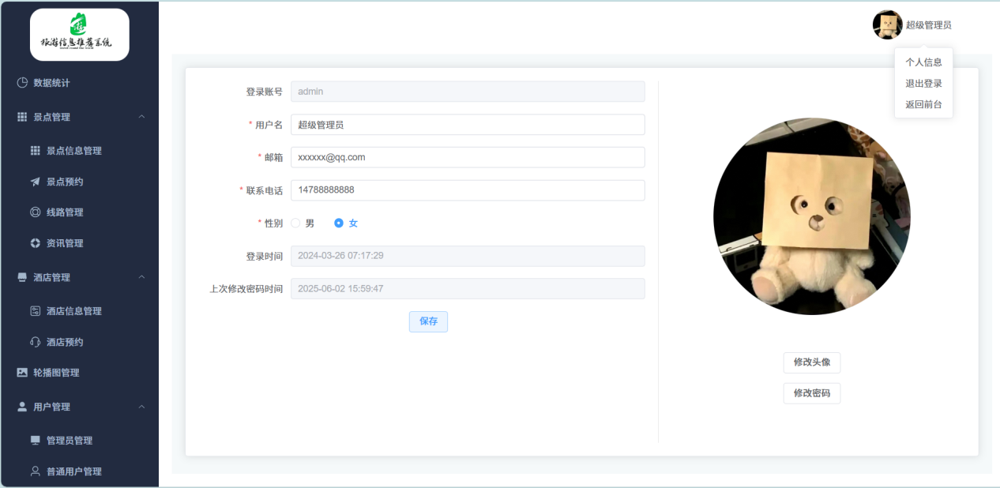 旅游信息推荐系统
数据统计
景点管理
景点信息管理
景点预约
线路管理
资讯管理
酒店管理
酒店信息管理
酒店预约
轮播图管理
用户管理
管理员管理
普通用户管理
超级管理员
个人信息
退出登录
返回前台
登录账号 admin
* 用户名 超级管理员
* 邮箱 xxxxxx@qq.com
* 联系电话 14788888888
* 性别 男 女
登录时间 2024-03-26 07:17:29
上次修改密码时间 2025-06-02 15:59:47
保存
修改头像
修改密码